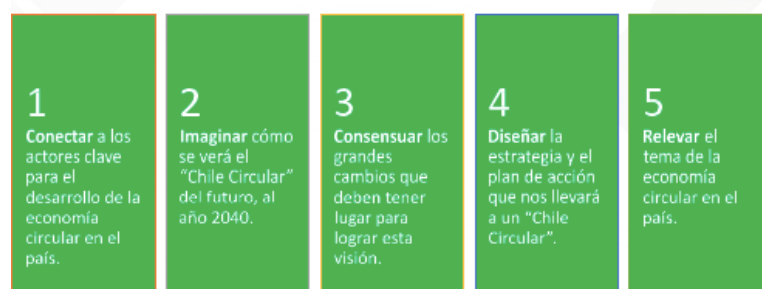 1
Conectar a los
actores clave
para el
desarrollo de la
economía
circular en el
país.
2
Imaginar cómo
se verá el
“Chile Circular”
del futuro, al
año 2040.
3
Consensuar los
grandes
cambios que
deben tener
lugar para
lograr esta
visión.
4
Diseñar la
estrategia y el
plan de acción
que nos llevará
a un “Chile
Circular”.
5
Relevar el
tema de la
economía
circular en el
país.